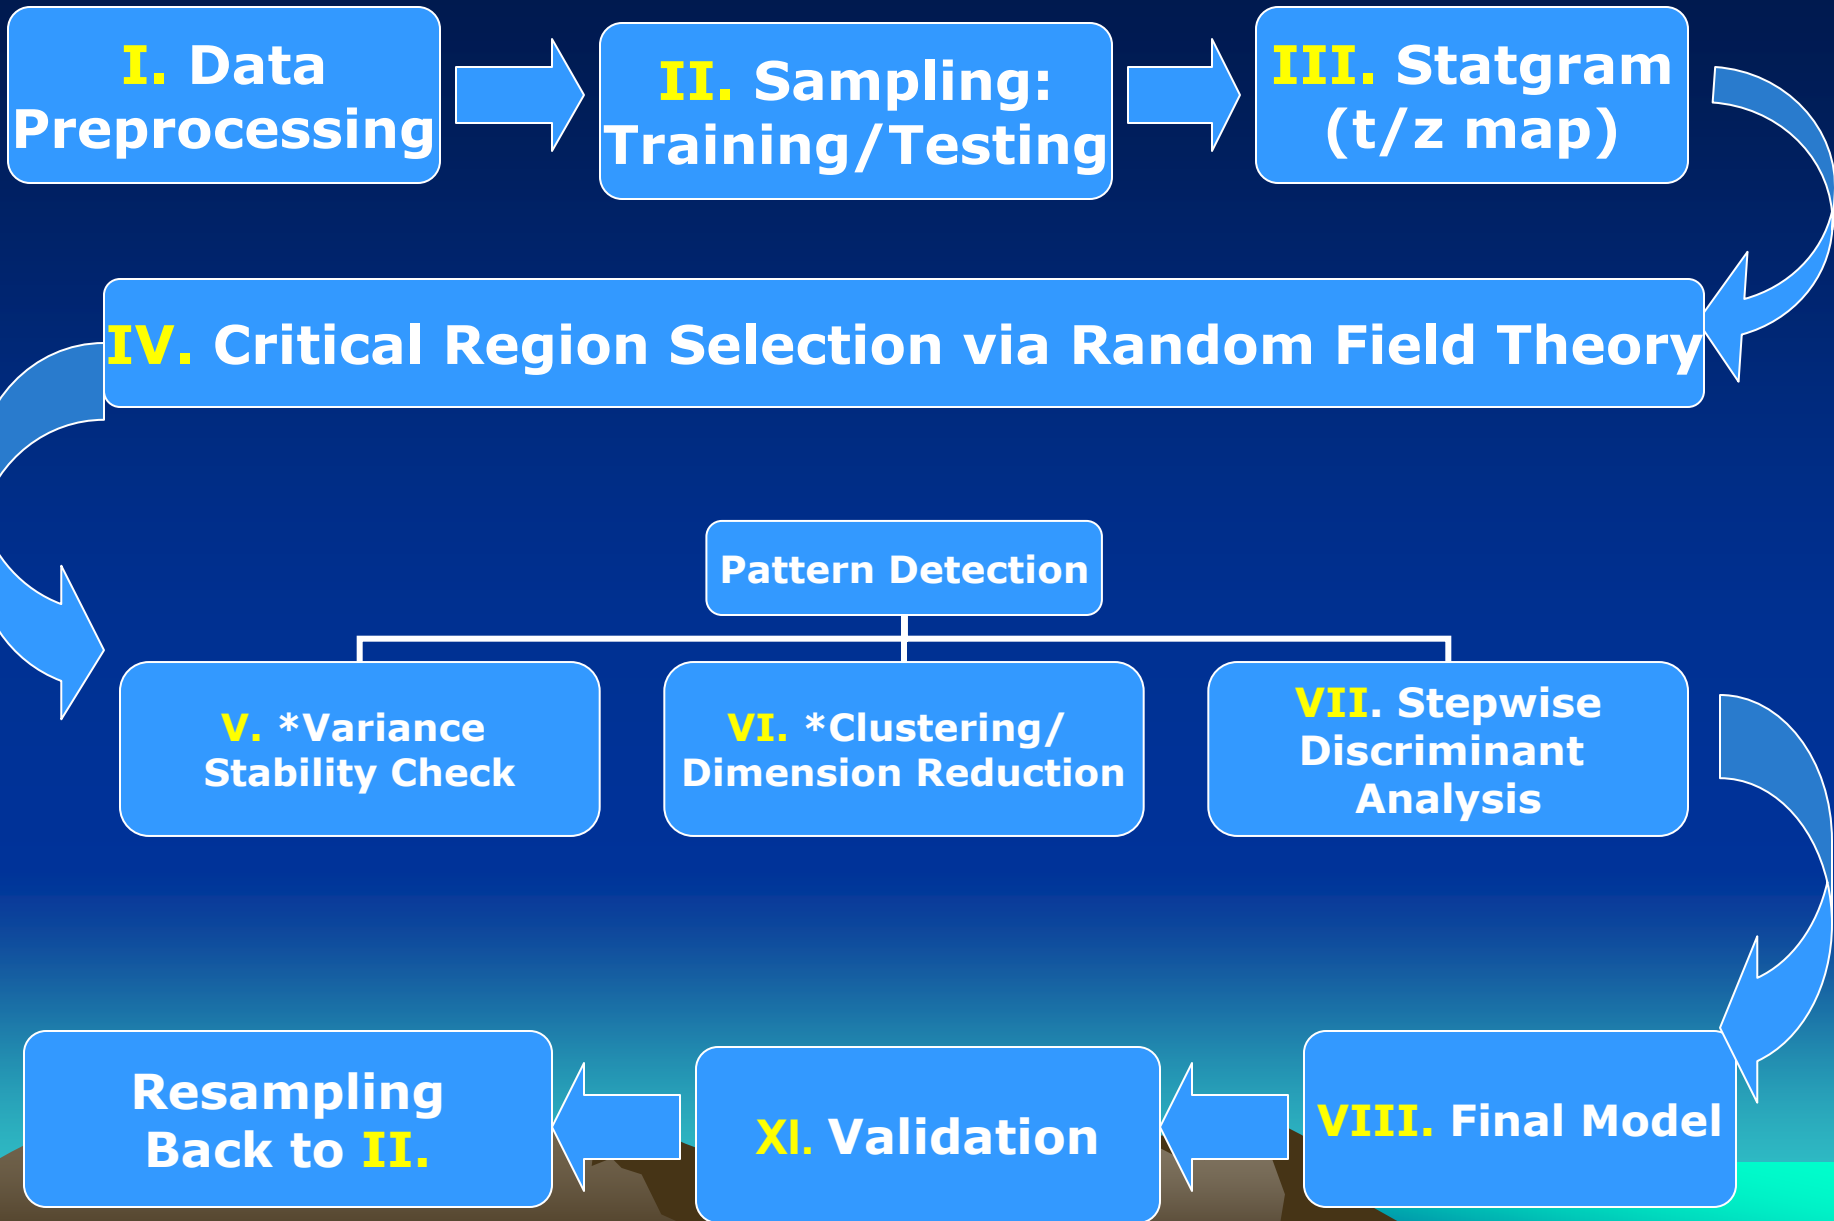 I. Data
Preprocessing
II. Sampling:
Training/Testing
III. Statgram
(t/z map)
IV. Critical Region Selection via Random Field Theory
Pattern Detection
V. *Variance
Stability Check
VI. *Clustering/
Dimension Reduction
VII. Stepwise
Discriminant
Analysis
VIII. Final Model
XI. Validation
Resampling
Back to II.